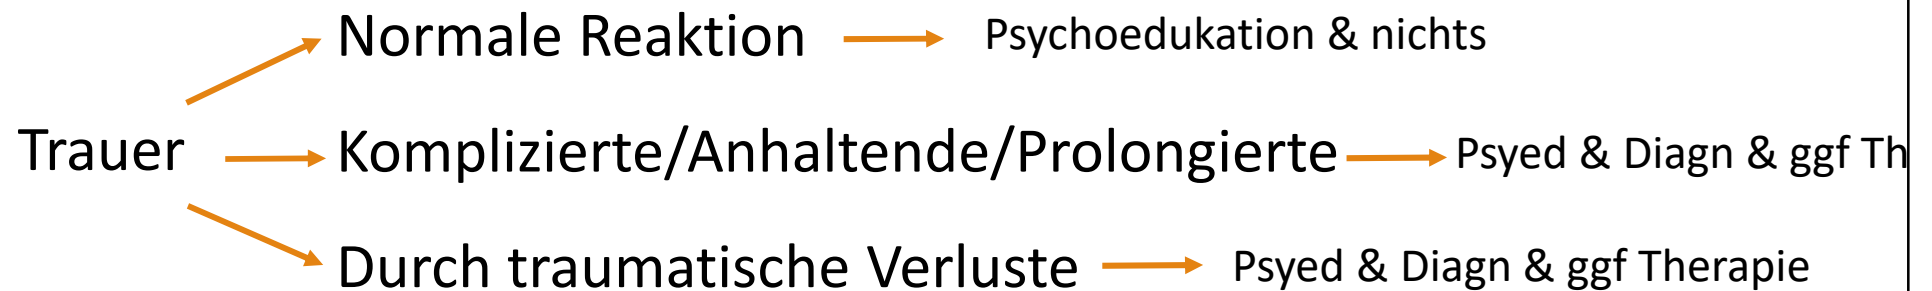 Normale Reaktion Psychoedukation & nichts
Trauer Komplizierte/Anhaltende/Prolongierte Psyed & Diagn & ggf Th
Durch traumatische Verluste Psyed & Diagn & ggf Therapie